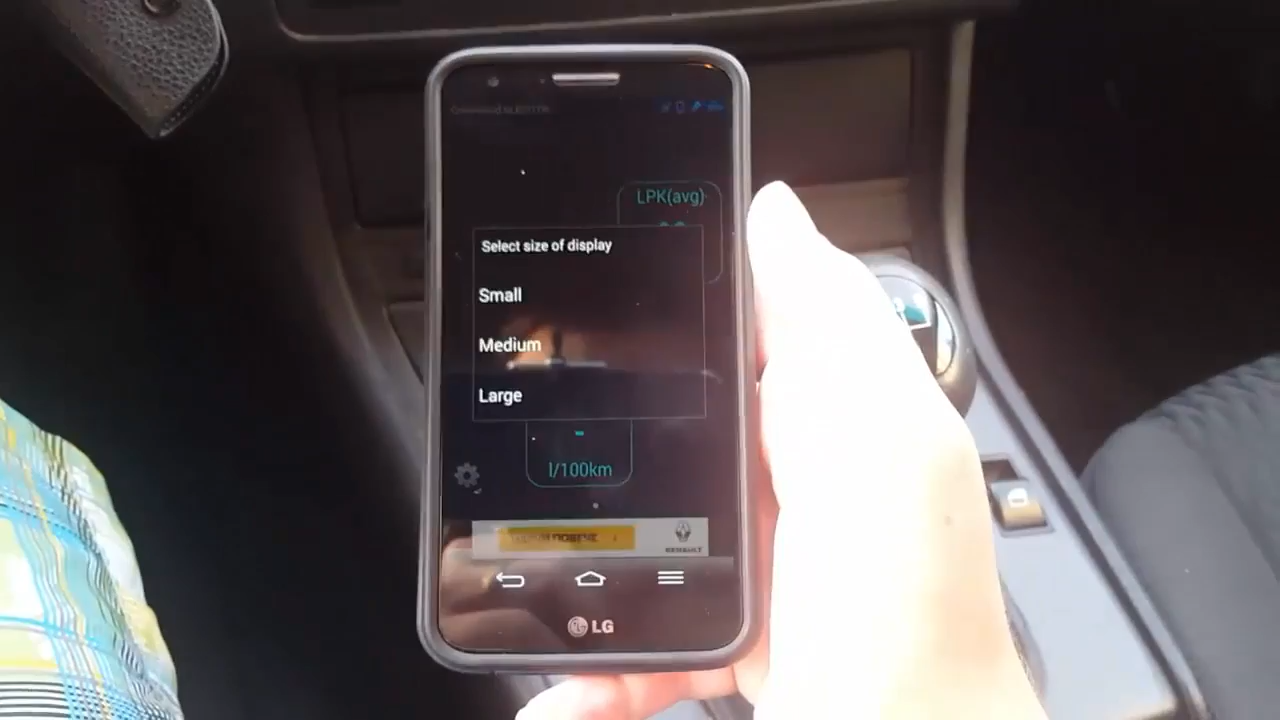 LPK(avg)
Select size of display
Small
Medium
Large
l/100km
RENAULT
LG